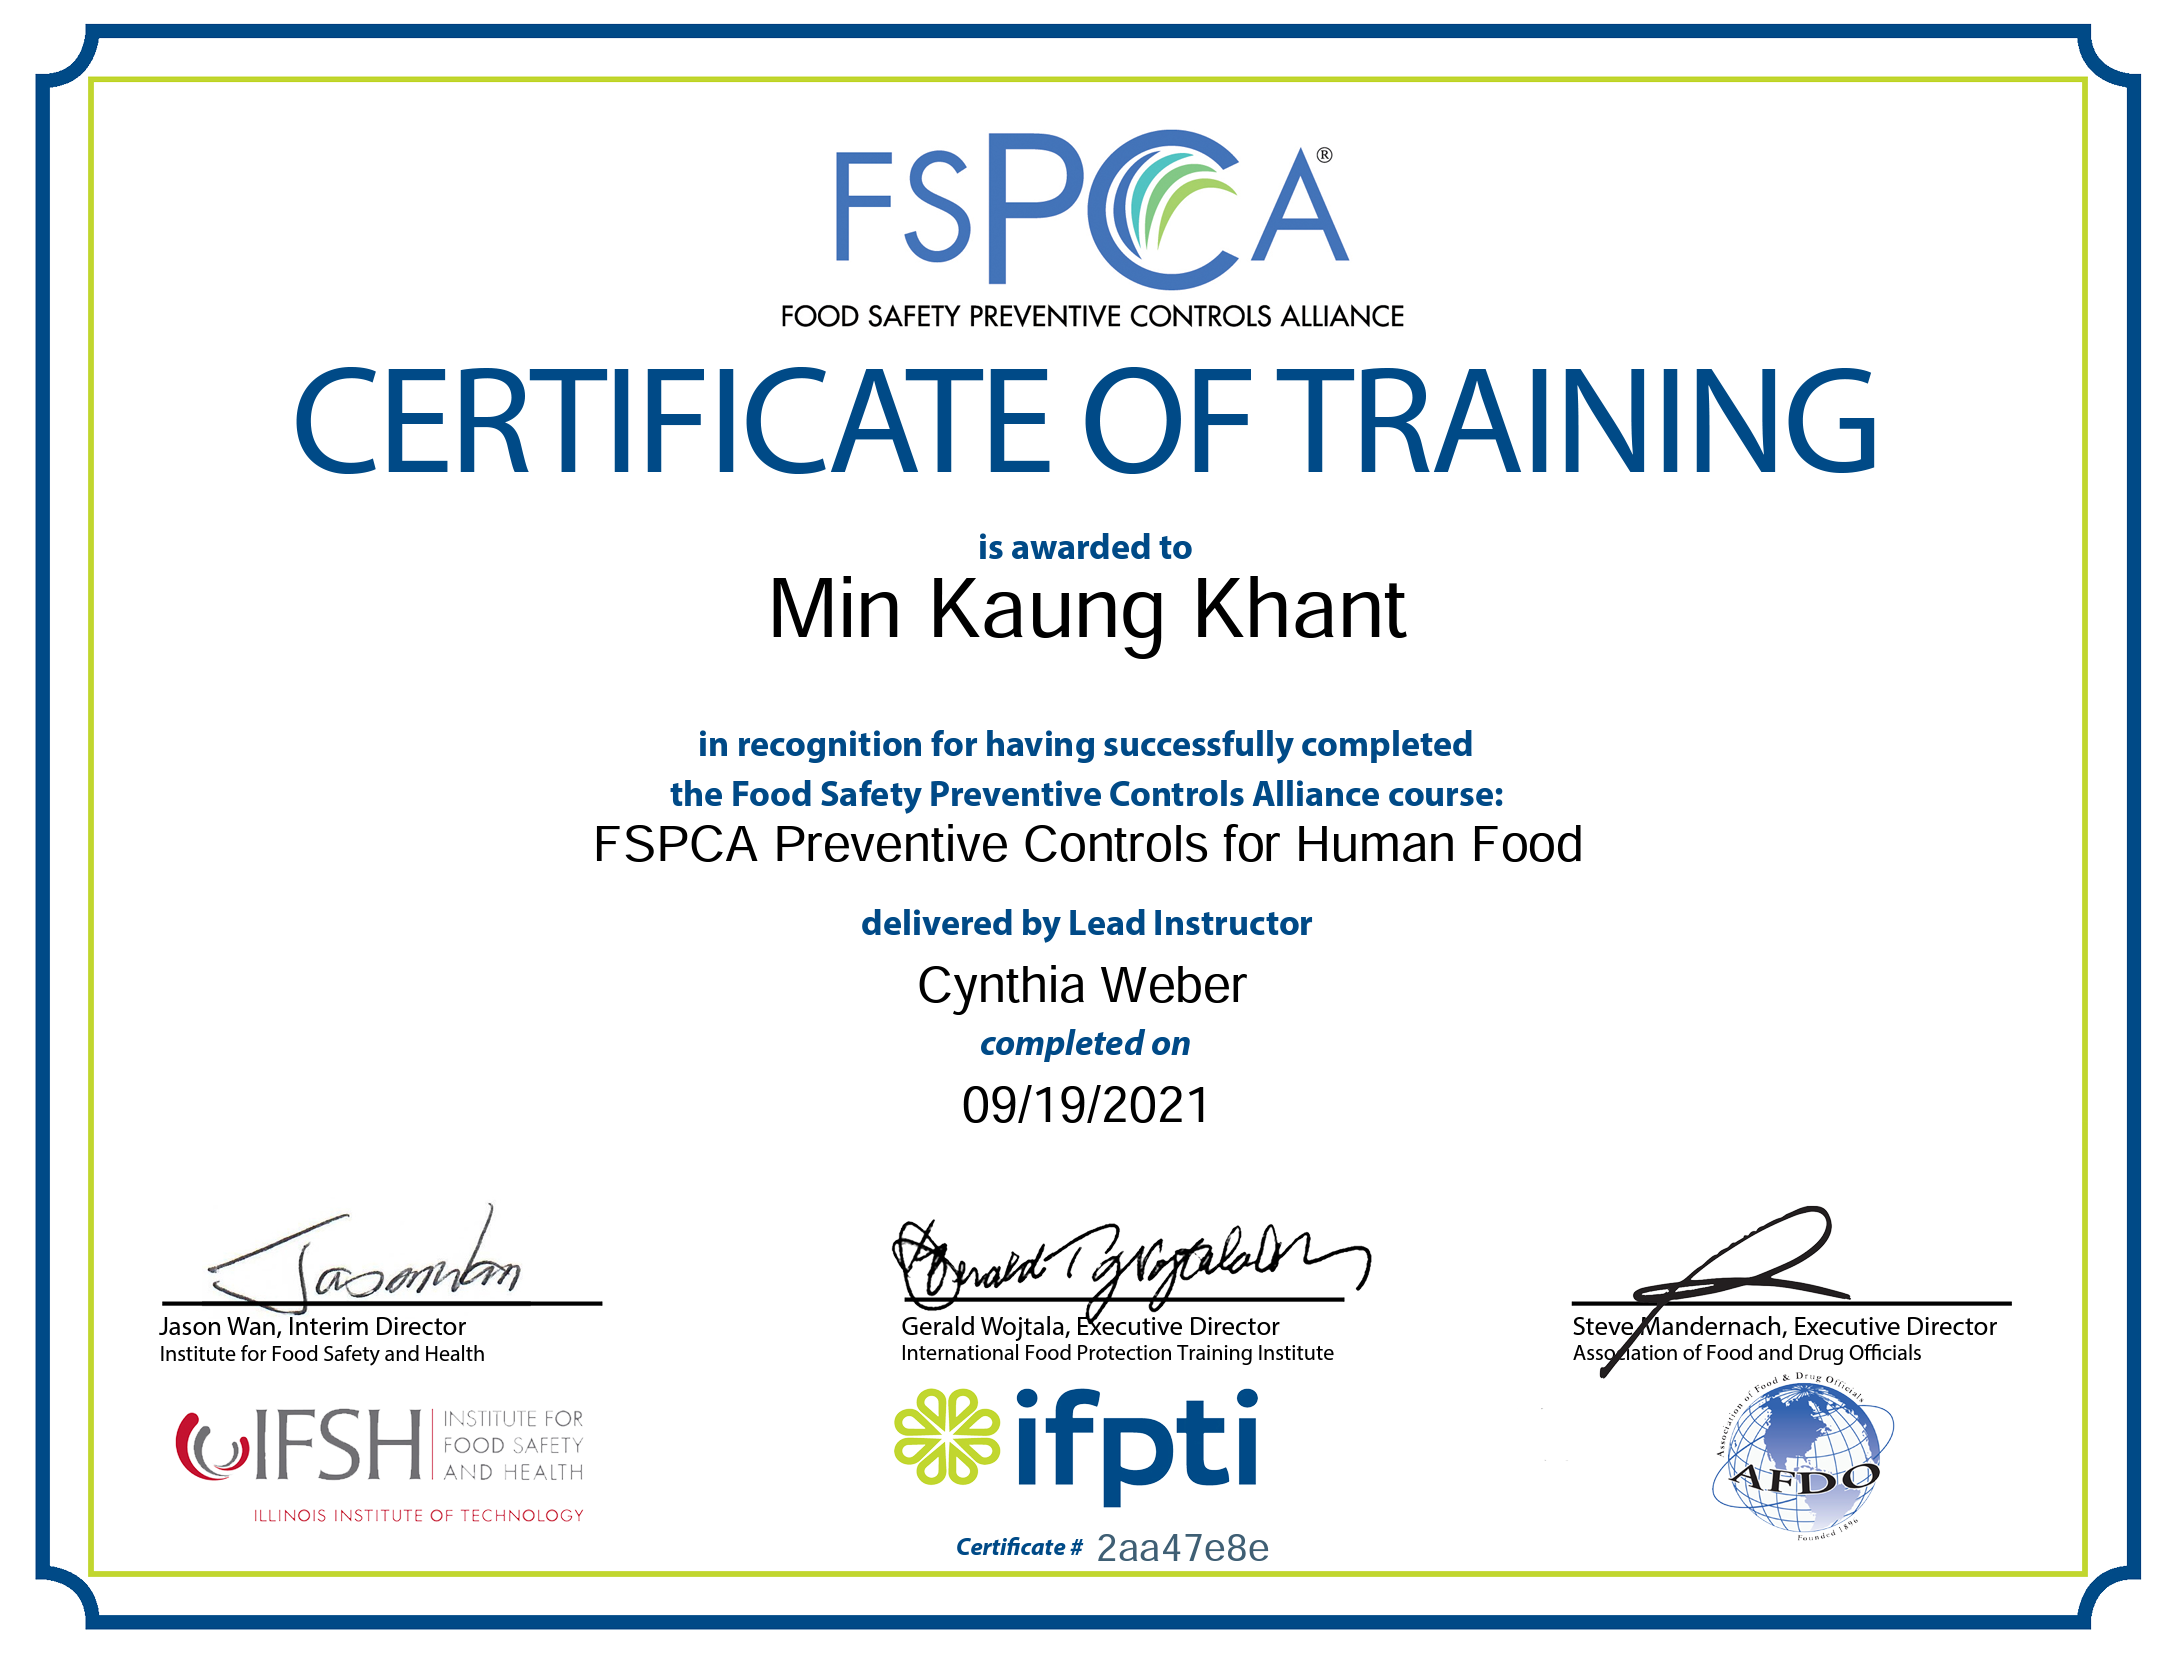 FSPCA®
FOOD SAFETY PREVENTIVE CONTROLS ALLIANCE
CERTIFICATE OF TRAINING
is awarded to
Min Kaung Khant
in recognition for having successfully completed
the Food Safety Preventive Controls Alliance course:
FSPCA Preventive Controls for Human Food
delivered by Lead Instructor
Cynthia Weber
completed on
09/19/2021
Jason Wan, Interim Director
Institute for Food Safety and Health
IFSH
INSTITUTE FOR
FOOD SAFETY
AND HEALTH
ILLINOIS INSTITUTE OF TECHNOLOGY
Gerald Wojtala, Executive Director
International Food Protection Training Institute
ifpti
Certificate # 2aa47e8e
Steve Mandernach, Executive Director
Association of Food and Drug Officials
Association of Food & Drug Officials
AFDO
Founded 1896